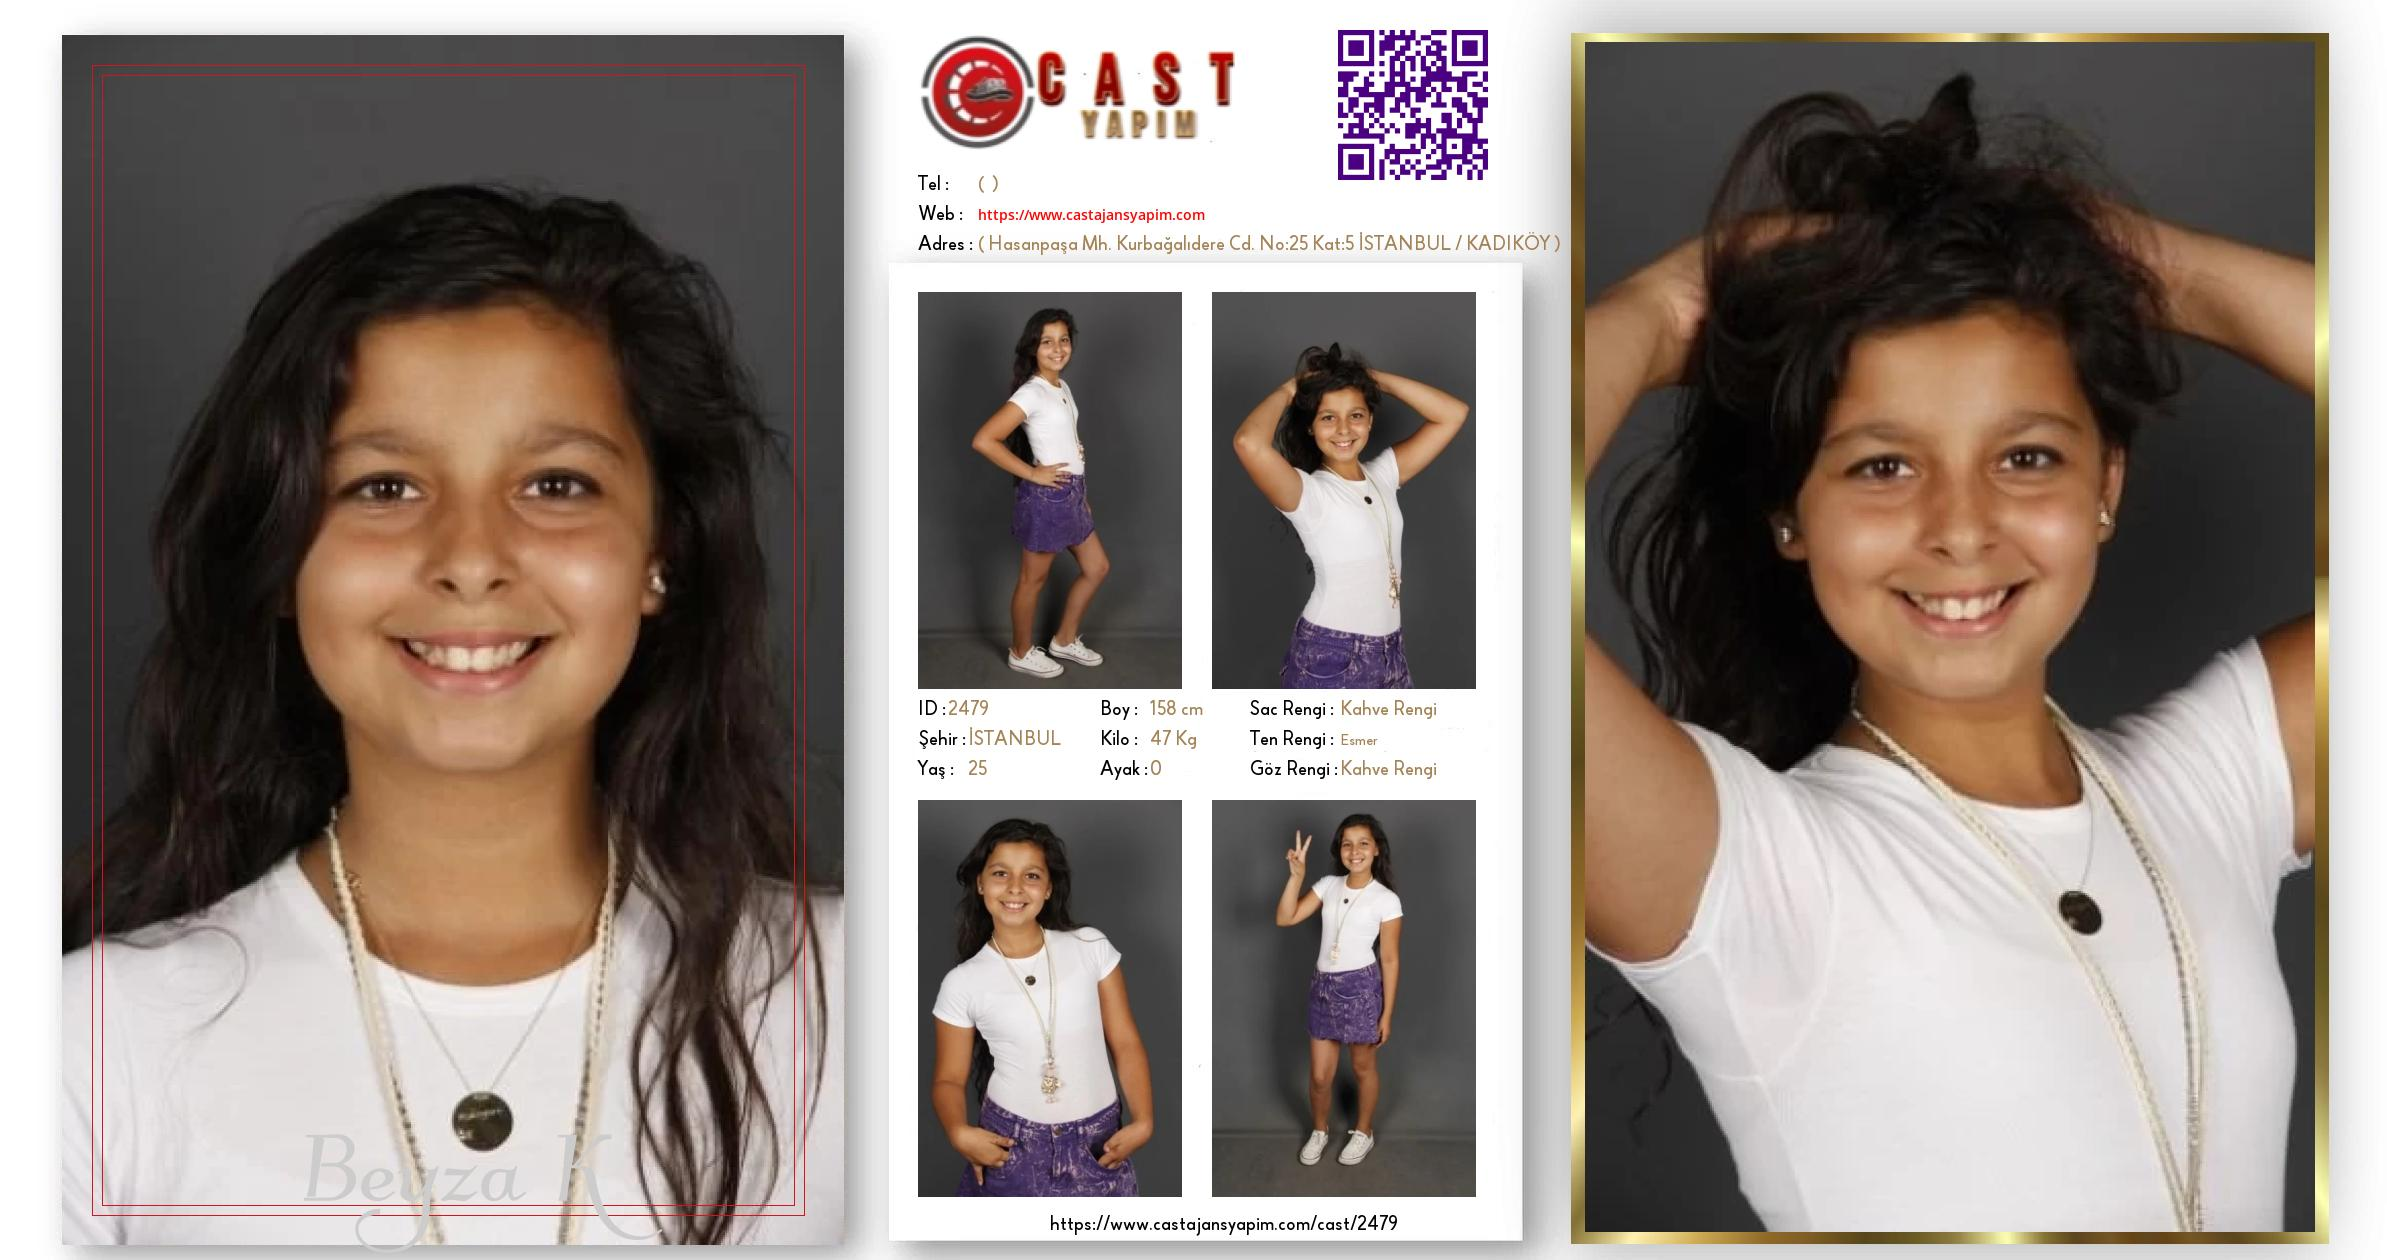 CAST
YAPIM
Tel : ( )
Web : https://www.castajansyapim.com
Adres : ( Hasanpaşa Mh. Kurbağalıdere Cd. No:25 Kat:5 İSTANBUL / KADIKÖY )
ID : 2479 Boy : 158 cm Sac Rengi : Kahve Rengi
Şehir : İSTANBUL Kilo : 47 Kg Ten Rengi : Esmer
Yaş : 25 Ayak : 0 Göz Rengi : Kahve Rengi
Beyza K
https://www.castajansyapim.com/cast/2479